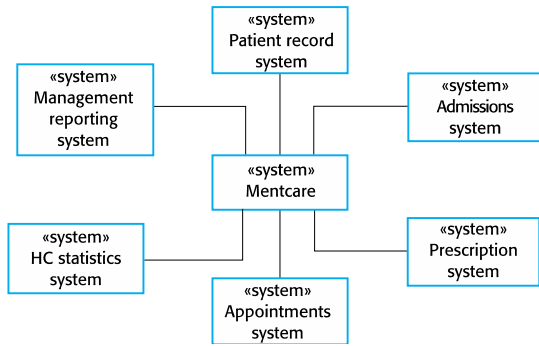 «system»
Patient record
system
«system»
Management
reporting
system
«system»
Admissions
system
«system»
Mentcare
«system»
HC statistics
system
«system»
Prescription
system
«system»
Appointments
system